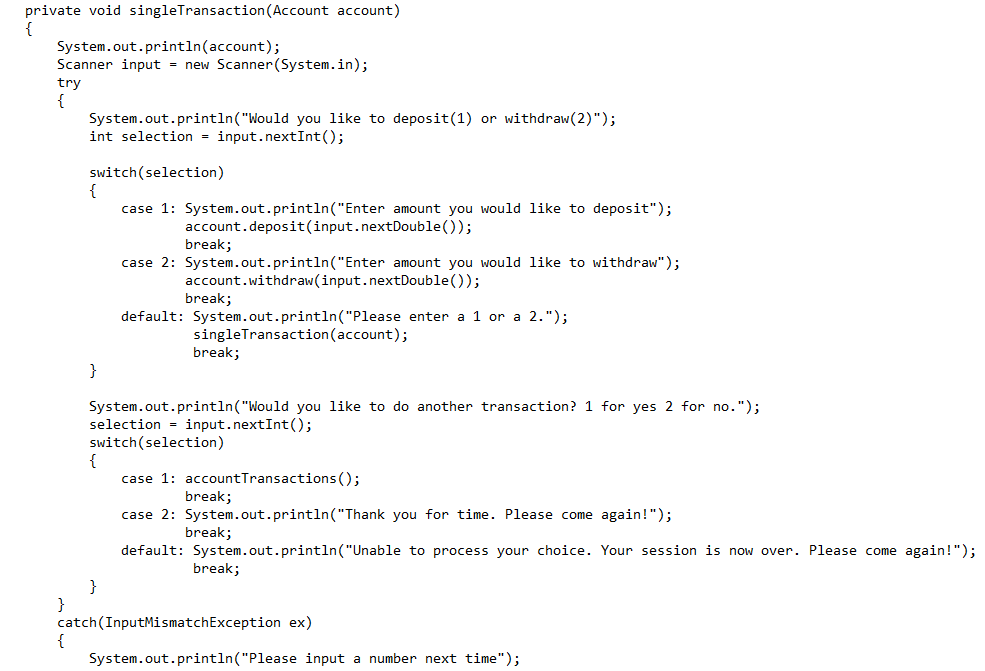 private void singleTransaction(Account account)
{
    System.out.println(account);
    Scanner input = new Scanner(System.in);
    try
    {
        System.out.println("Would you like to deposit(1) or withdraw(2)");
        int selection = input.nextInt();

        switch(selection)
        {
            case 1: System.out.println("Enter amount you would like to deposit");
                    account.deposit(input.nextDouble());
                    break;
            case 2: System.out.println("Enter amount you would like to withdraw");
                    account.withdraw(input.nextDouble());
                    break;
            default: System.out.println("Please enter a 1 or a 2.");
                     singleTransaction(account);
                     break;
        }

        System.out.println("Would you like to do another transaction? 1 for yes 2 for no.");
        selection = input.nextInt();
        switch(selection)
        {
            case 1: accountTransactions();
                    break;
            case 2: System.out.println("Thank you for time. Please come again!");
                    break;
            default: System.out.println("Unable to process your choice. Your session is now over. Please come again!");
                     break;
        }
    }
    catch(InputMismatchException ex)
    {
        System.out.println("Please input a number next time");